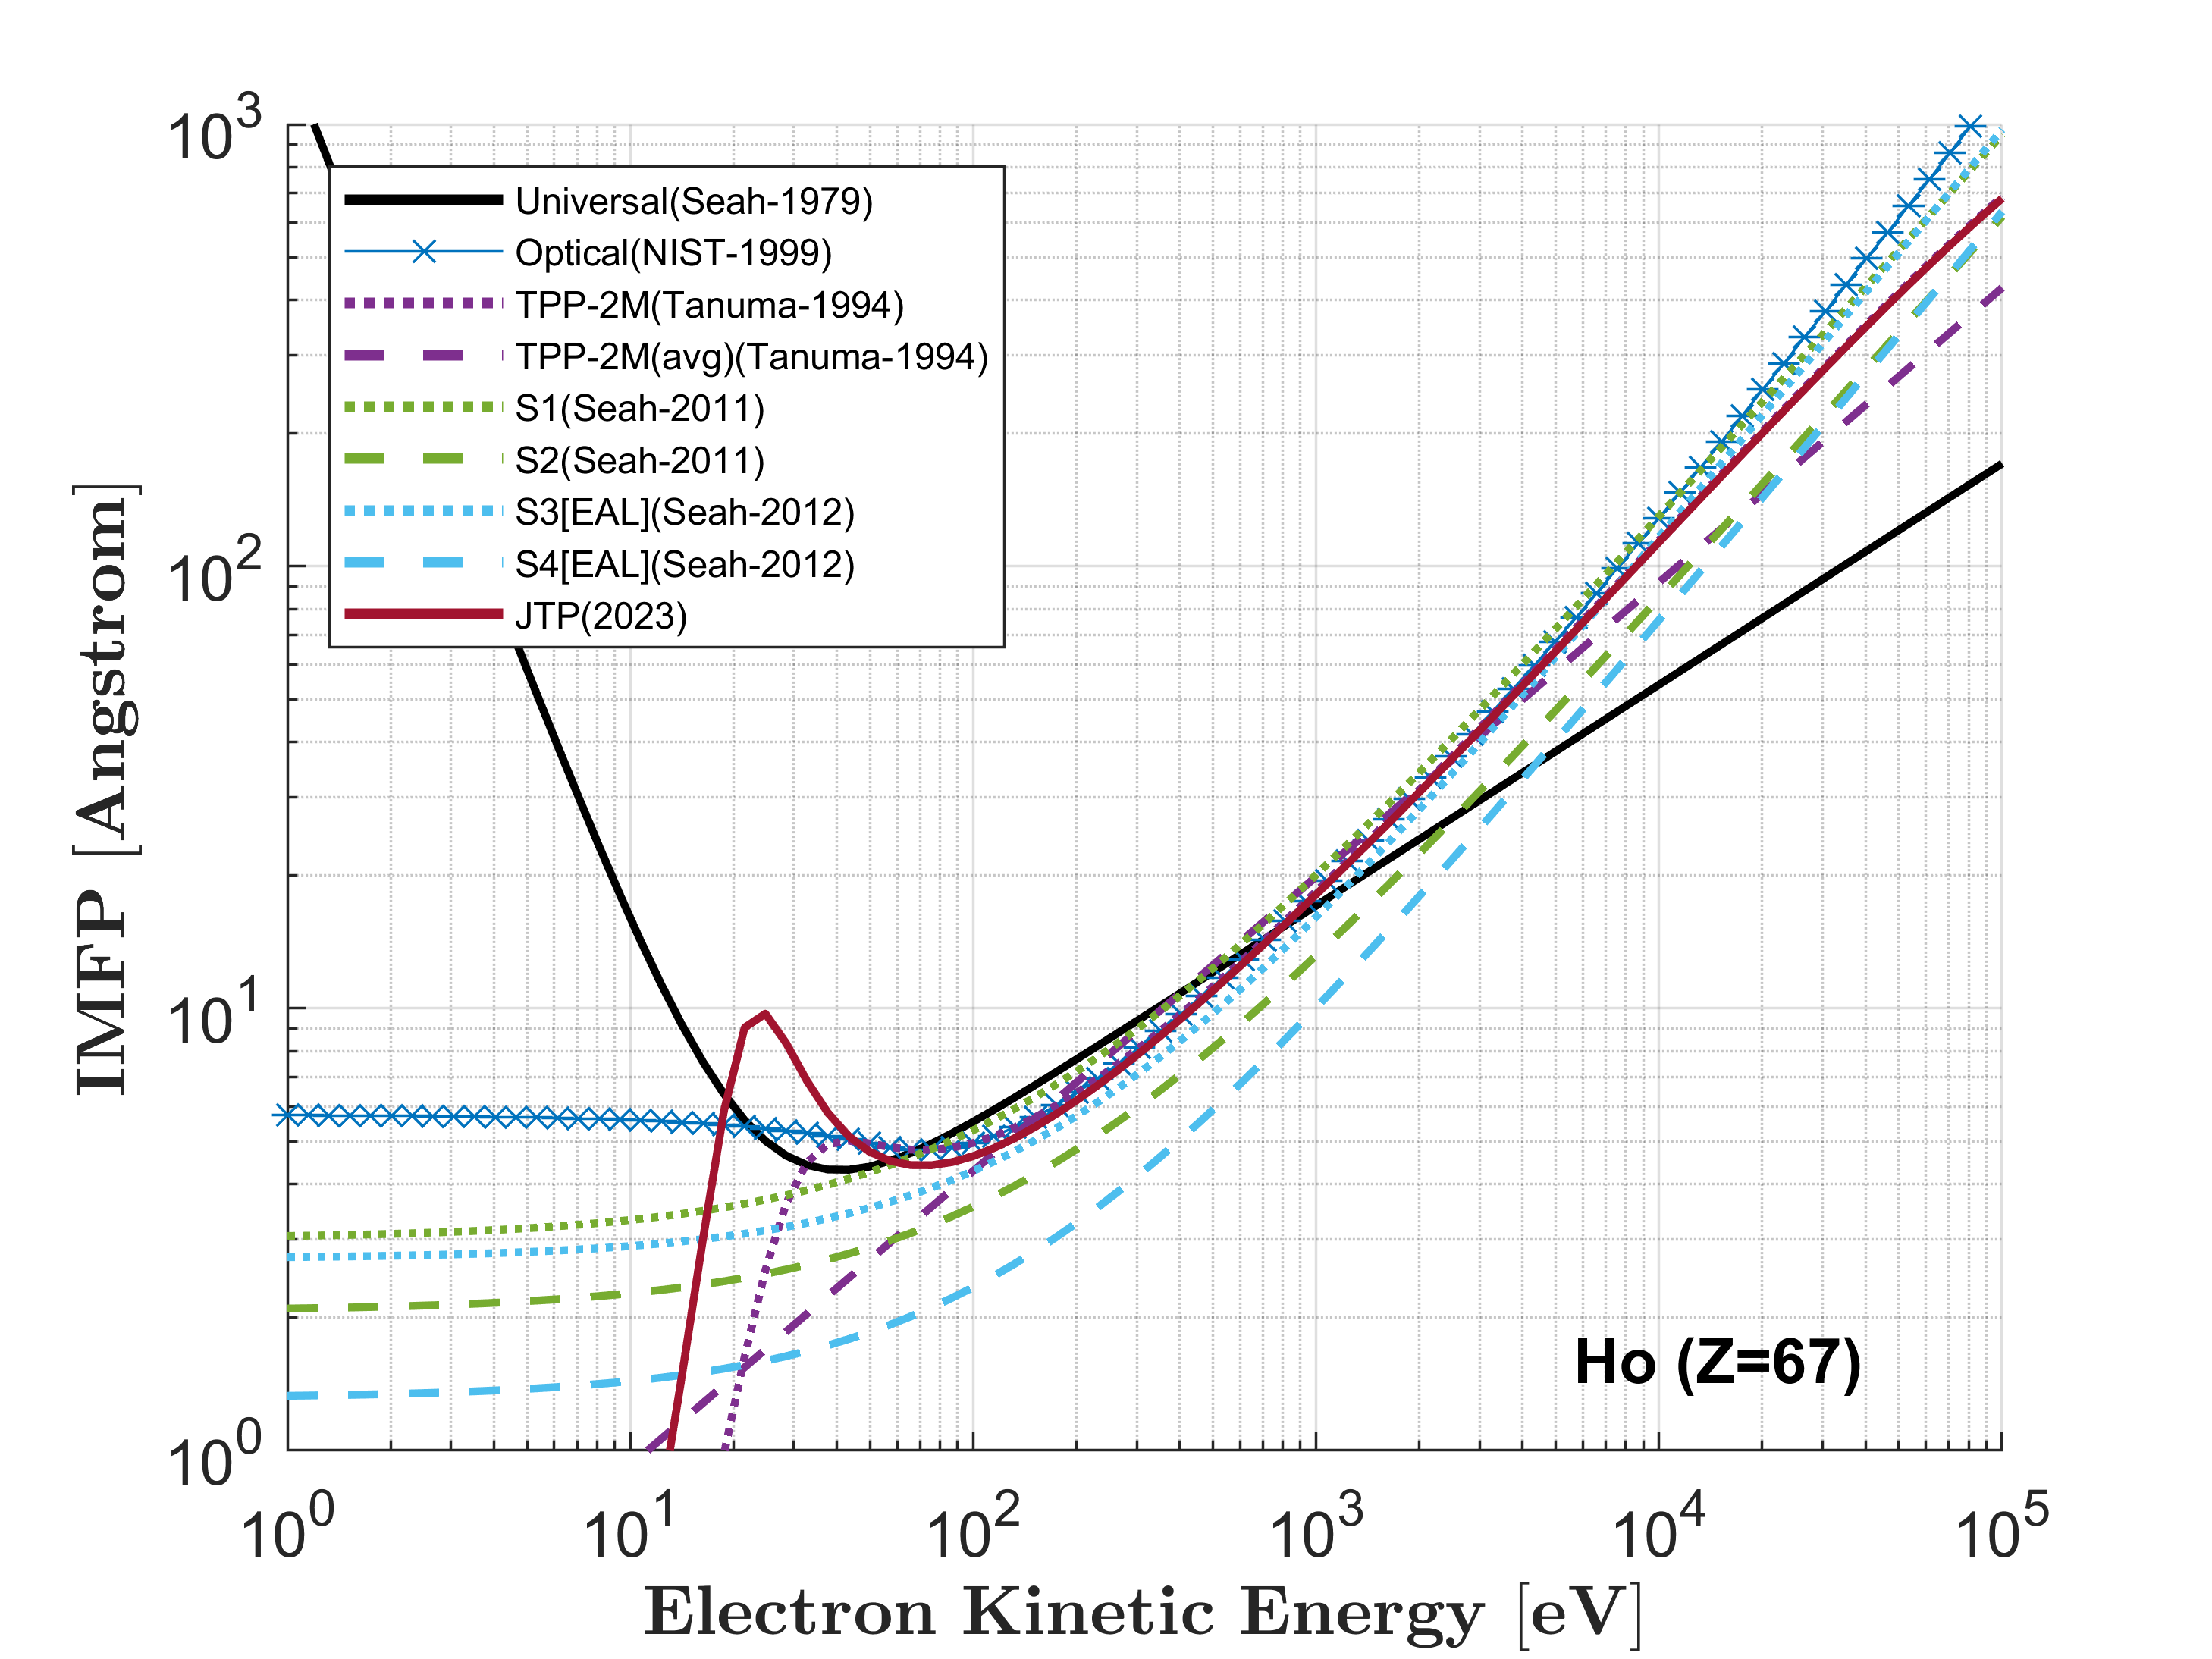 IMFP [Angstrom]
10^3
10^2
10^1
10^0
Universal(Seah-1979)
Optical(NIST-1999)
TPP-2M(Tanuma-1994)
TPP-2M(avg)(Tanuma-1994)
S1(Seah-2011)
S2(Seah-2011)
S3[EAL](Seah-2012)
S4[EAL](Seah-2012)
JTP(2023)
Ho (Z=67)
10^0 10^1 10^2 10^3 10^4 10^5
Electron Kinetic Energy [eV]